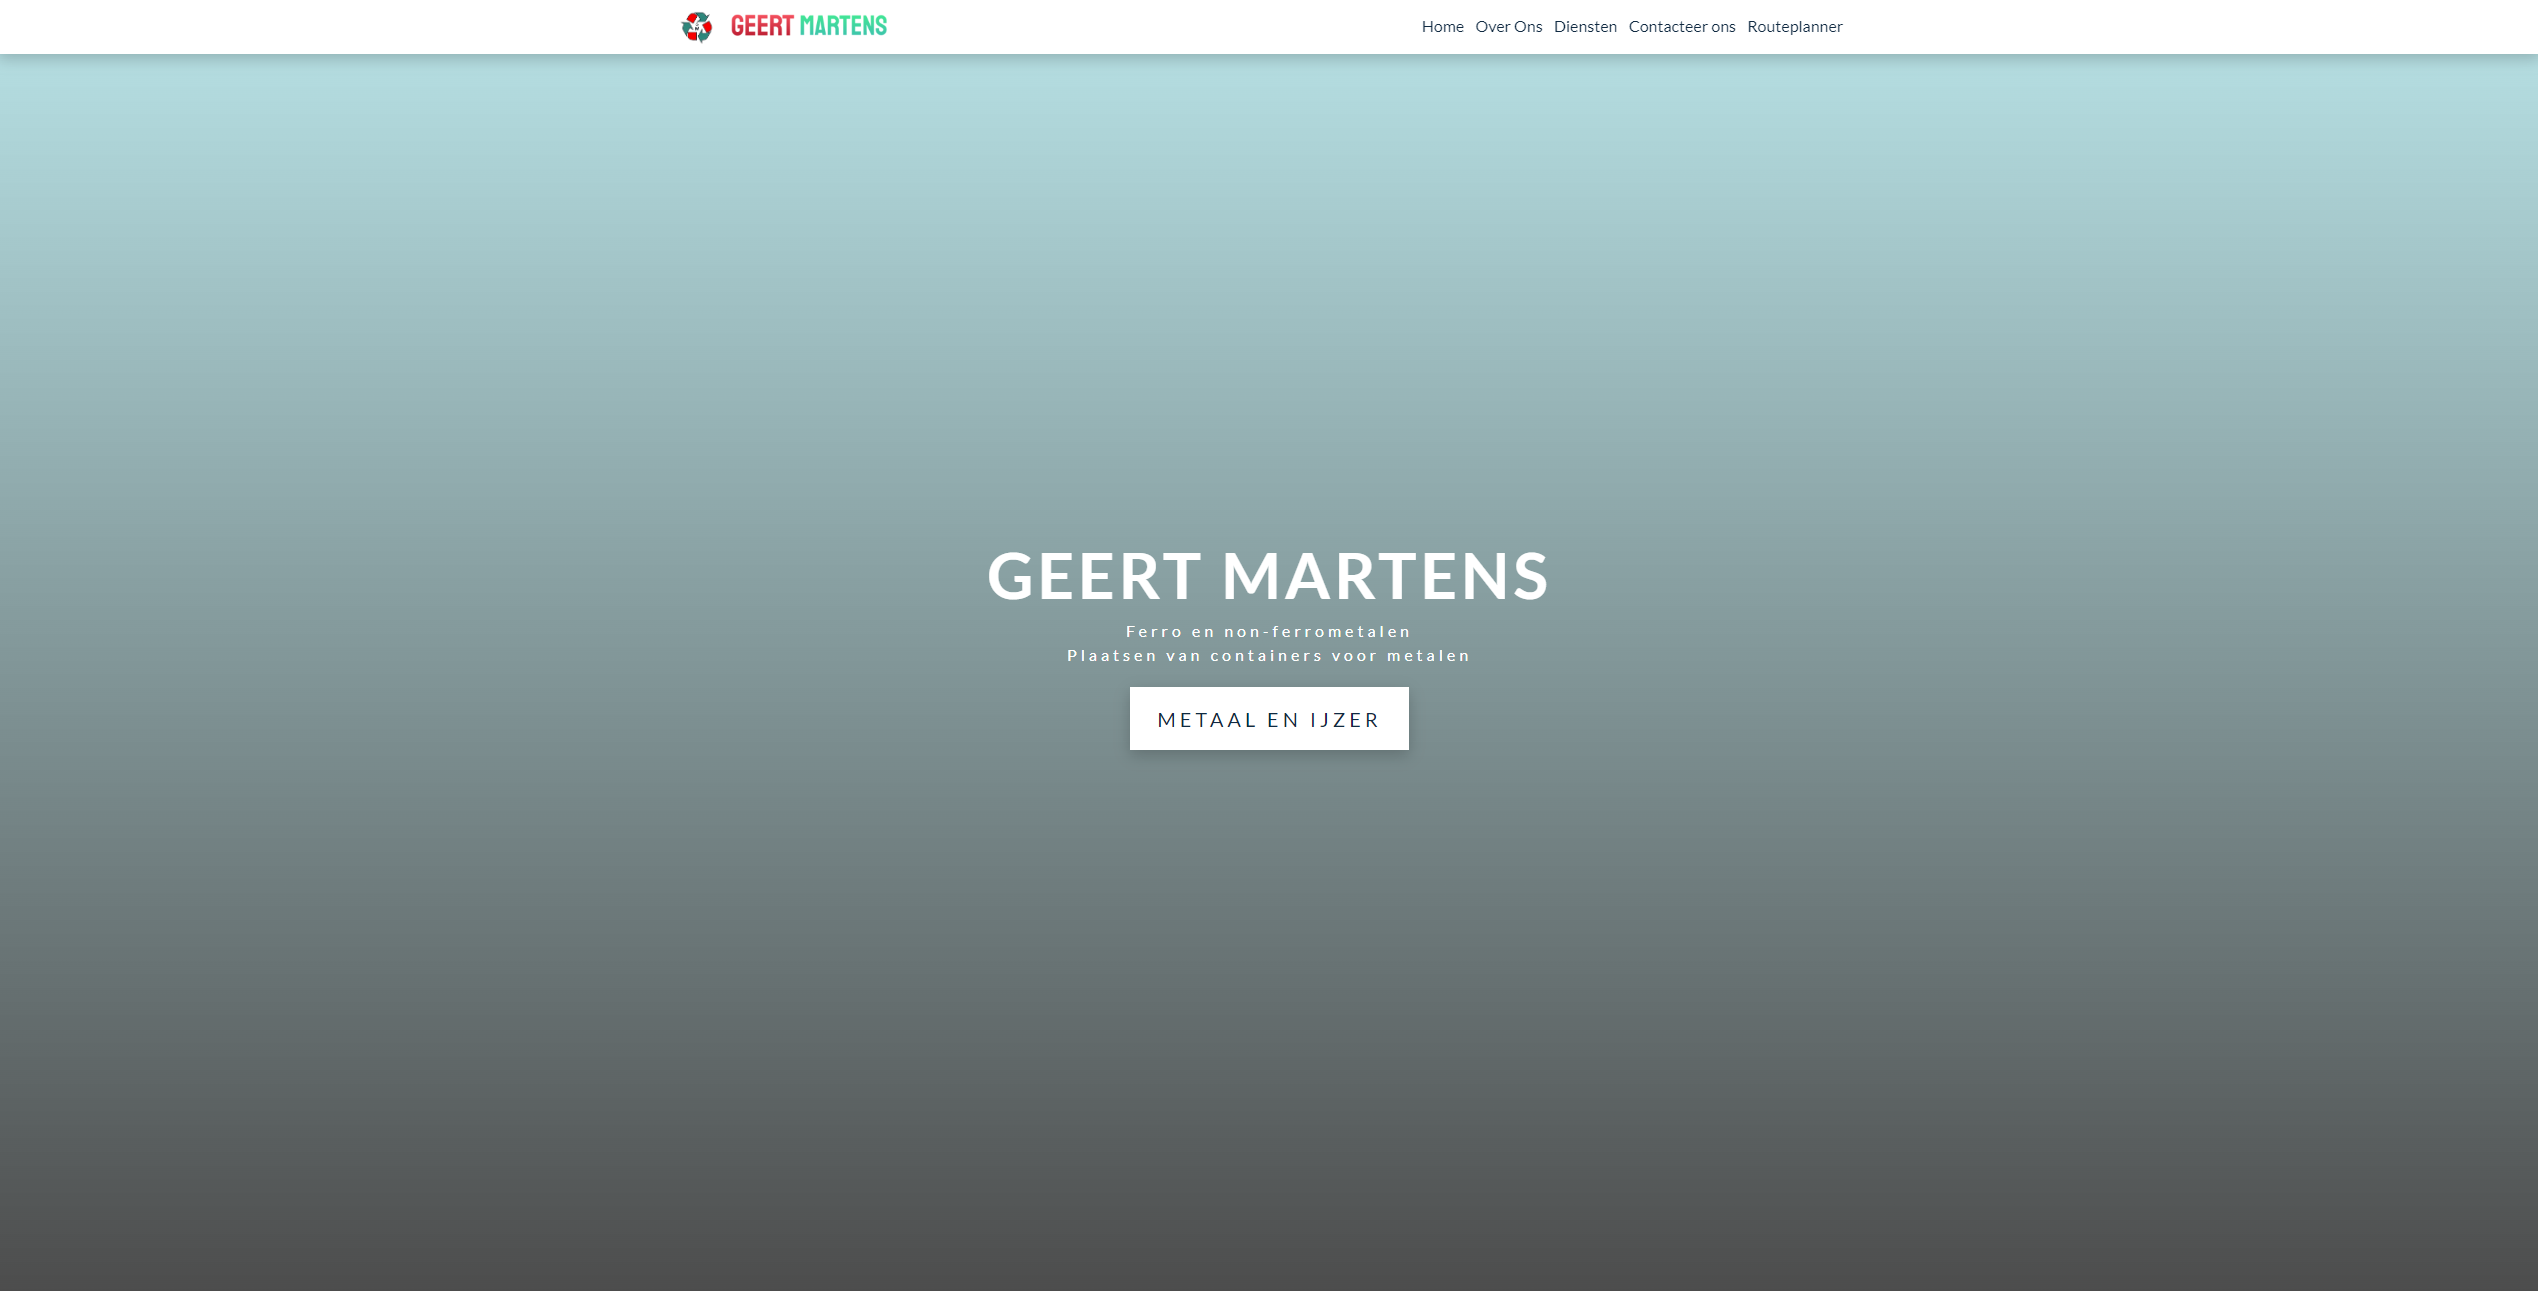 GEERT MARTENS
Home Over Ons Diensten Contacteer ons Routeplanner
GEERT MARTENS
Ferro en non-ferrometalen
Plaatsen van containers voor metalen
METAAL EN IJZER